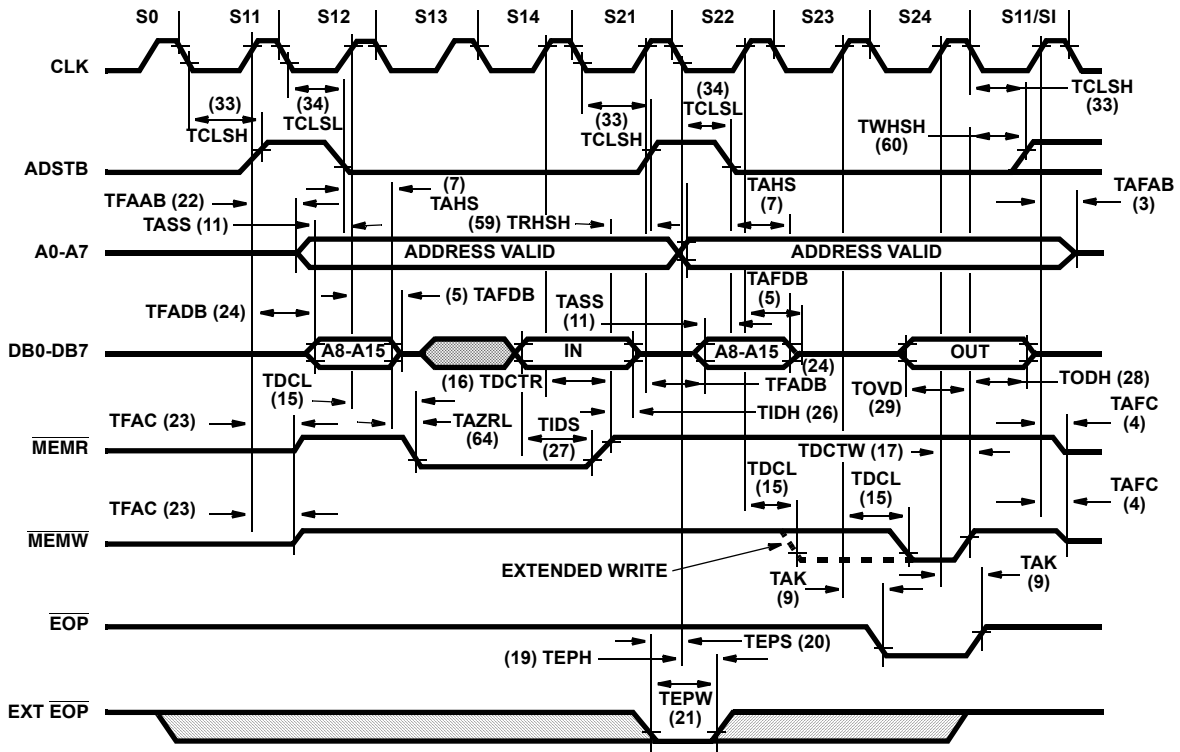 S0 S11 S12 S13 S14 S21 S22 S23 S24 S11/SI
CLK
(33)
TCLSH
(34)
TCLSL
(33)
TCLSH
(34)
TCLSL
TCLSH
(33)
TWHSH
(60)
ADSTB
TFAAB (22)
(7)
TAHS
TAHS
(7)
TAFAB
(3)
TASS (11)
(59) TRHSH
A0-A7
ADDRESS VALID
ADDRESS VALID
TFADB (24)
(5) TAFDB
TASS
(11)
TAFDB
(5)
DB0-DB7
A8-A15
IN
A8-A15
OUT
(24)
TFADB
TDCL
(15)
(16) TDCTR
TOVD
(29)
TODH (28)
TIDH (26)
TFAC (23)
TAZRL
(64)
TIDS
(27)
TAFC
(4)
MEMR
TDCTW (17)
TDCL
(15)
TDCL
(15)
TFAC (23)
TAFC
(4)
MEMW
EXTENDED WRITE
TAK
(9)
TAK
(9)
EOP
(19) TEPH
TEPS (20)
TEPW
(21)
EXT EOP